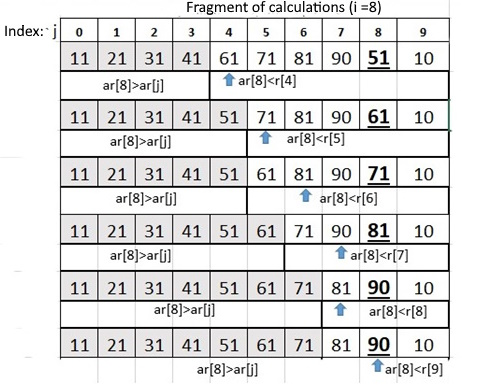 Fragment of calculations (i =8)
Index: j 0 1 2 3 4 5 6 7 8 9
11 21 31 41 61 71 81 90 51 10
ar[8]>ar[j] ar[8]<r[4]
11 21 31 41 51 71 81 90 61 10
ar[8]>ar[j] ar[8]<r[5]
11 21 31 41 51 61 81 90 71 10
ar[8]>ar[j] ar[8]<r[6]
11 21 31 41 51 61 71 90 81 10
ar[8]>ar[j] ar[8]<r[7]
11 21 31 41 51 61 71 81 90 10
ar[8]>ar[j] ar[8]<r[8]
11 21 31 41 51 61 71 81 90 10
ar[8]>ar[j] ar[8]<r[9]